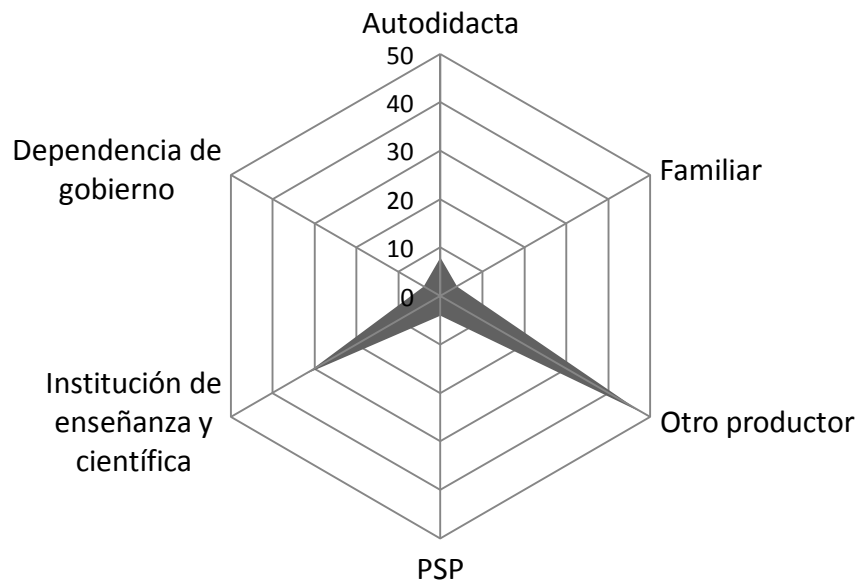 Autodidacta
50
40
30
20
10
0
Familiar
Otro productor
PSP
Institución de
enseñanza y
científica
Dependencia de
gobierno